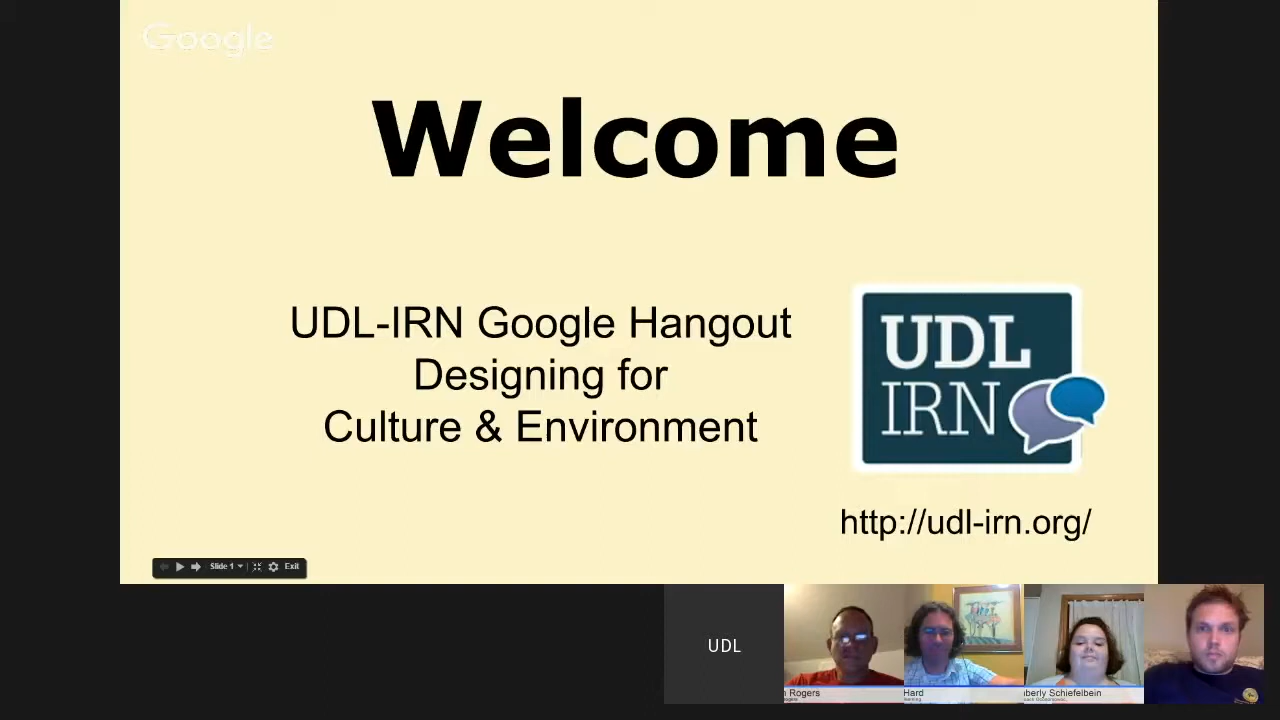 Google
Welcome
UDL-IRN Google Hangout
Designing for
Culture & Environment
UDL
IRN
http://udl-irn.org/
Slide 1
Exit
UDL
Rogers
Hard
berly Schiefelbein